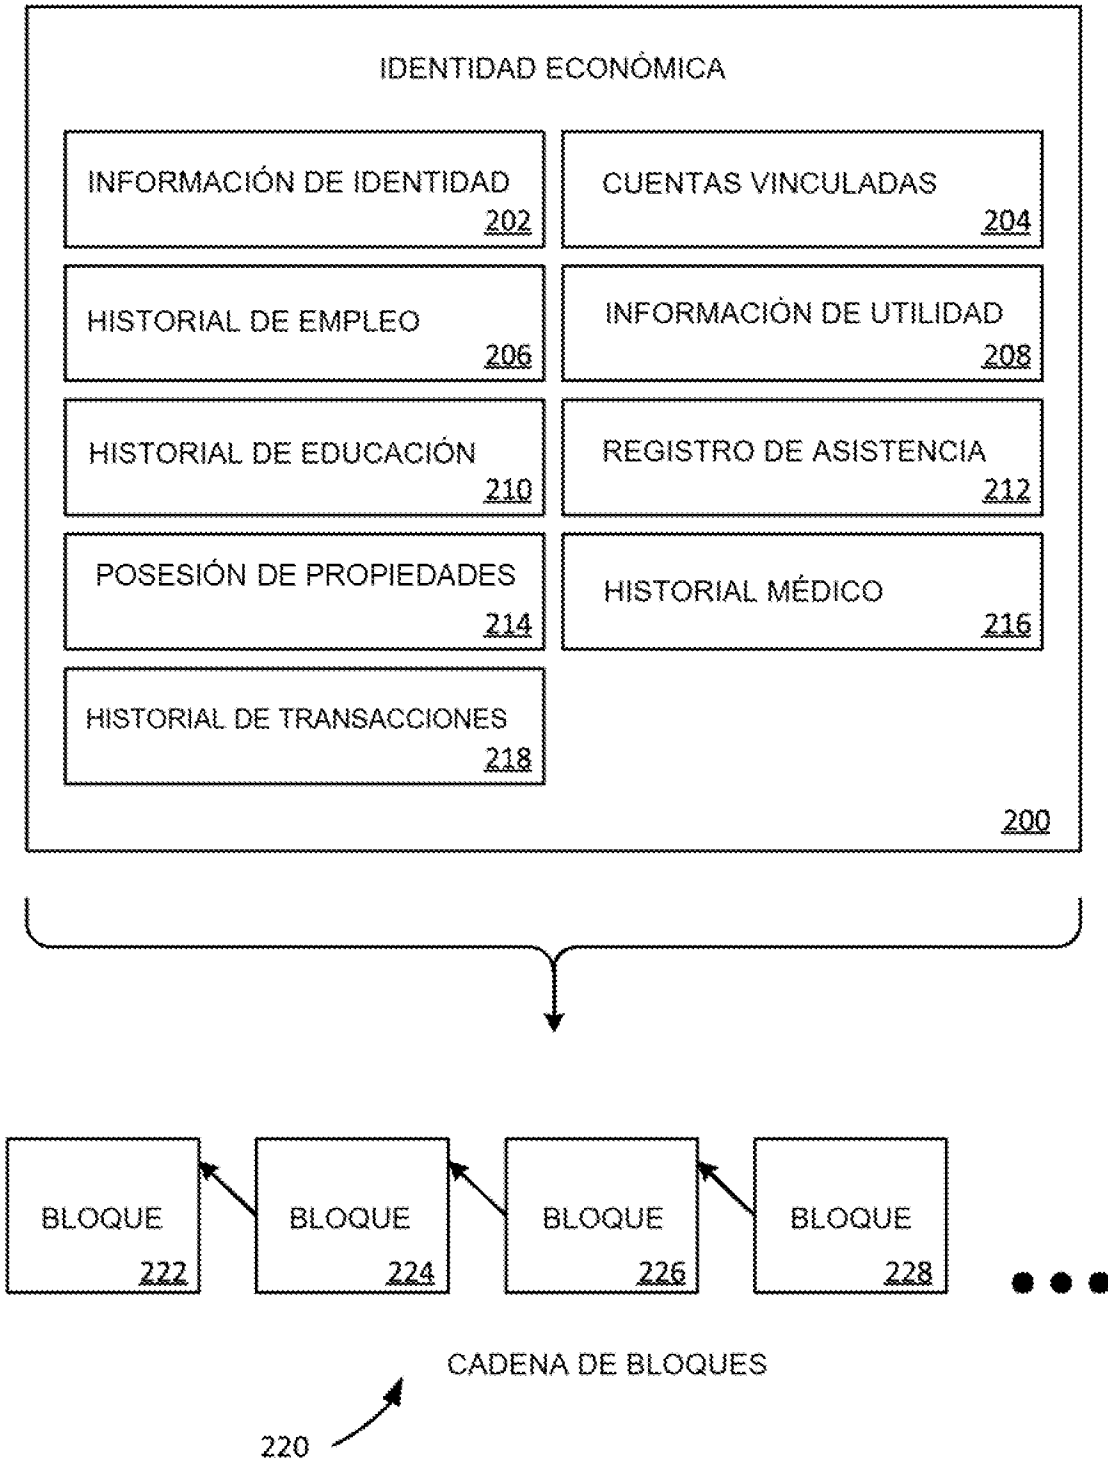 IDENTIDAD ECONÓMICA
INFORMACIÓN DE IDENTIDAD
202
CUENTAS VINCULADAS
204
HISTORIAL DE EMPLEO
206
INFORMACIÓN DE UTILIDAD
208
HISTORIAL DE EDUCACIÓN
210
REGISTRO DE ASISTENCIA
212
POSESIÓN DE PROPIEDADES
214
HISTORIAL MÉDICO
216
HISTORIAL DE TRANSACCIONES
218
200
BLOQUE
222
BLOQUE
224
BLOQUE
226
BLOQUE
228
CADENA DE BLOQUES
220